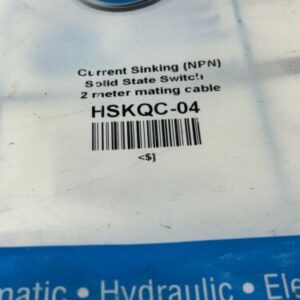 Current Sinking (NPN)
Solid State Switch
2 meter mating cable
HSKQC-04
<$]
matic • Hydraulic • Ele